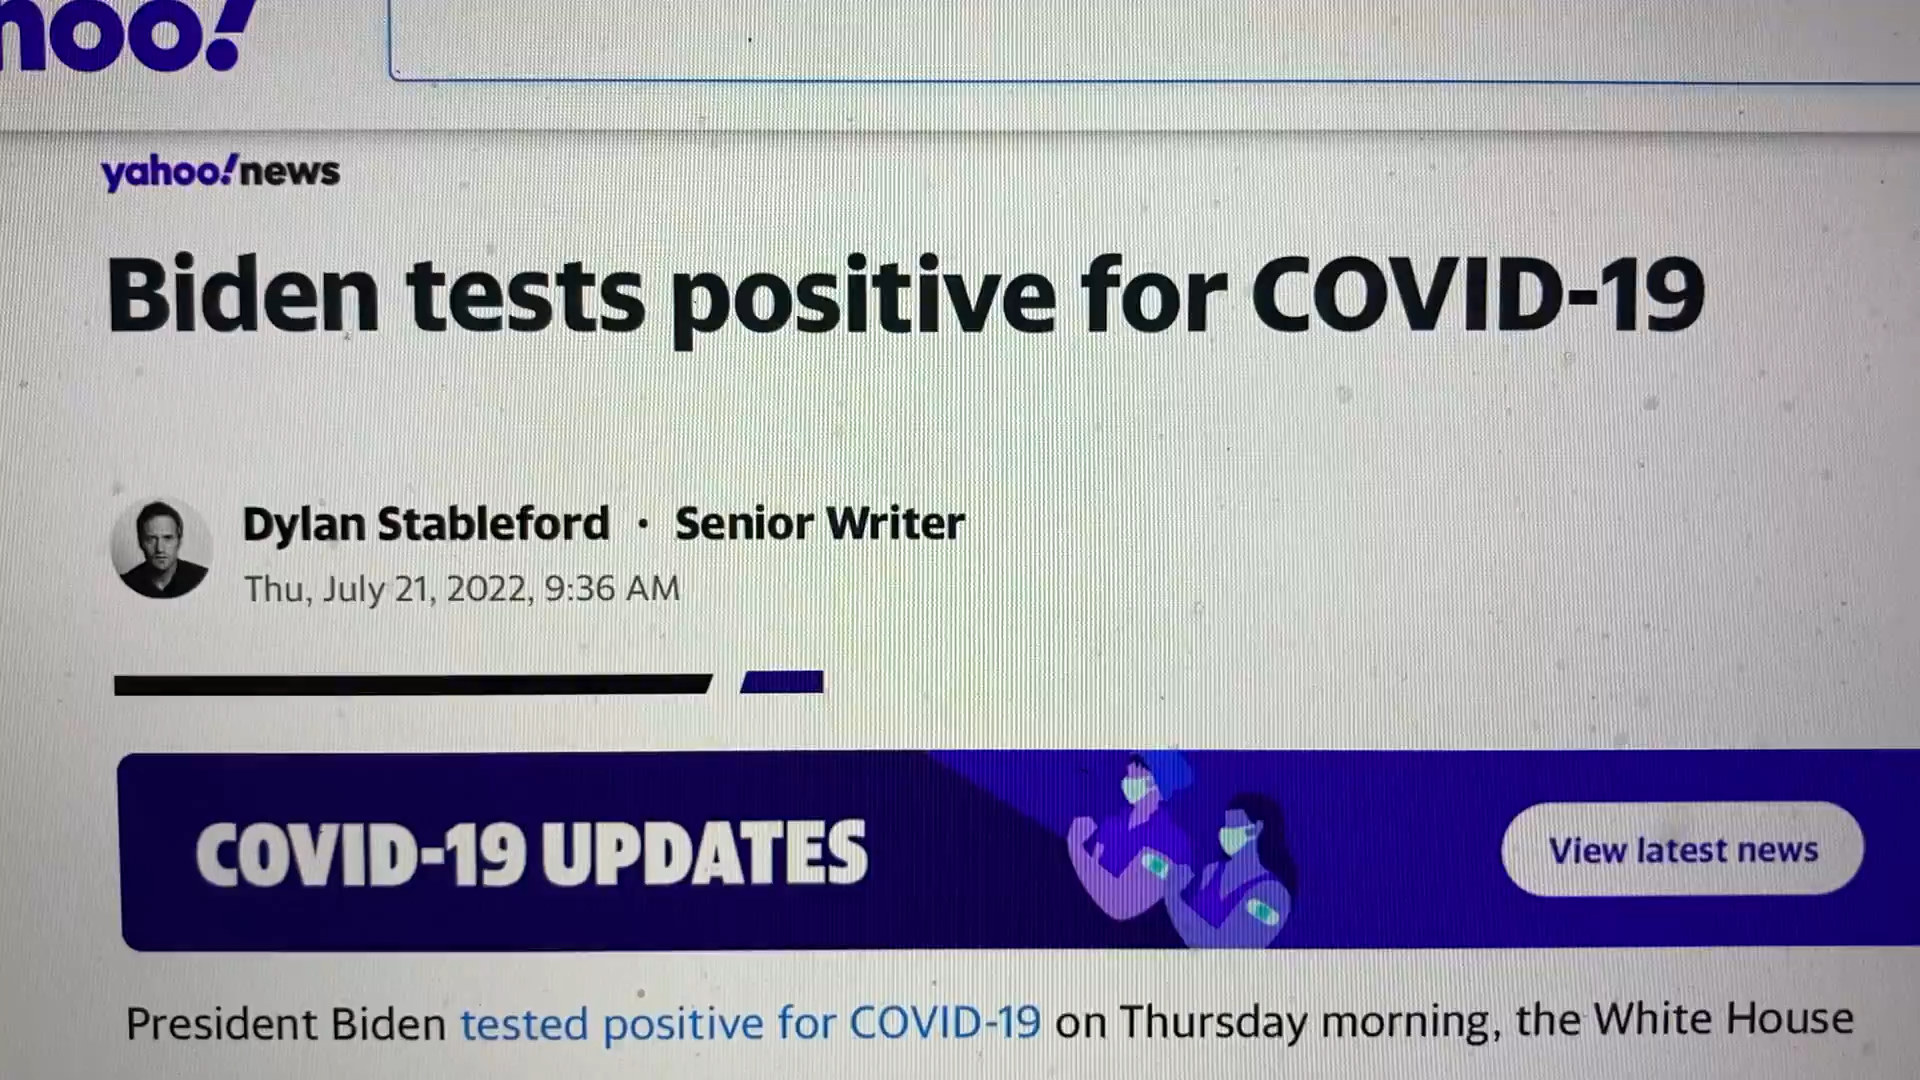 hoo!
yahoo!news
Biden tests positive for COVID-19
Dylan Stableford · Senior Writer
Thu, July 21, 2022, 9:36 AM
COVID-19 UPDATES
View latest news
President Biden tested positive for COVID-19 on Thursday morning, the White House